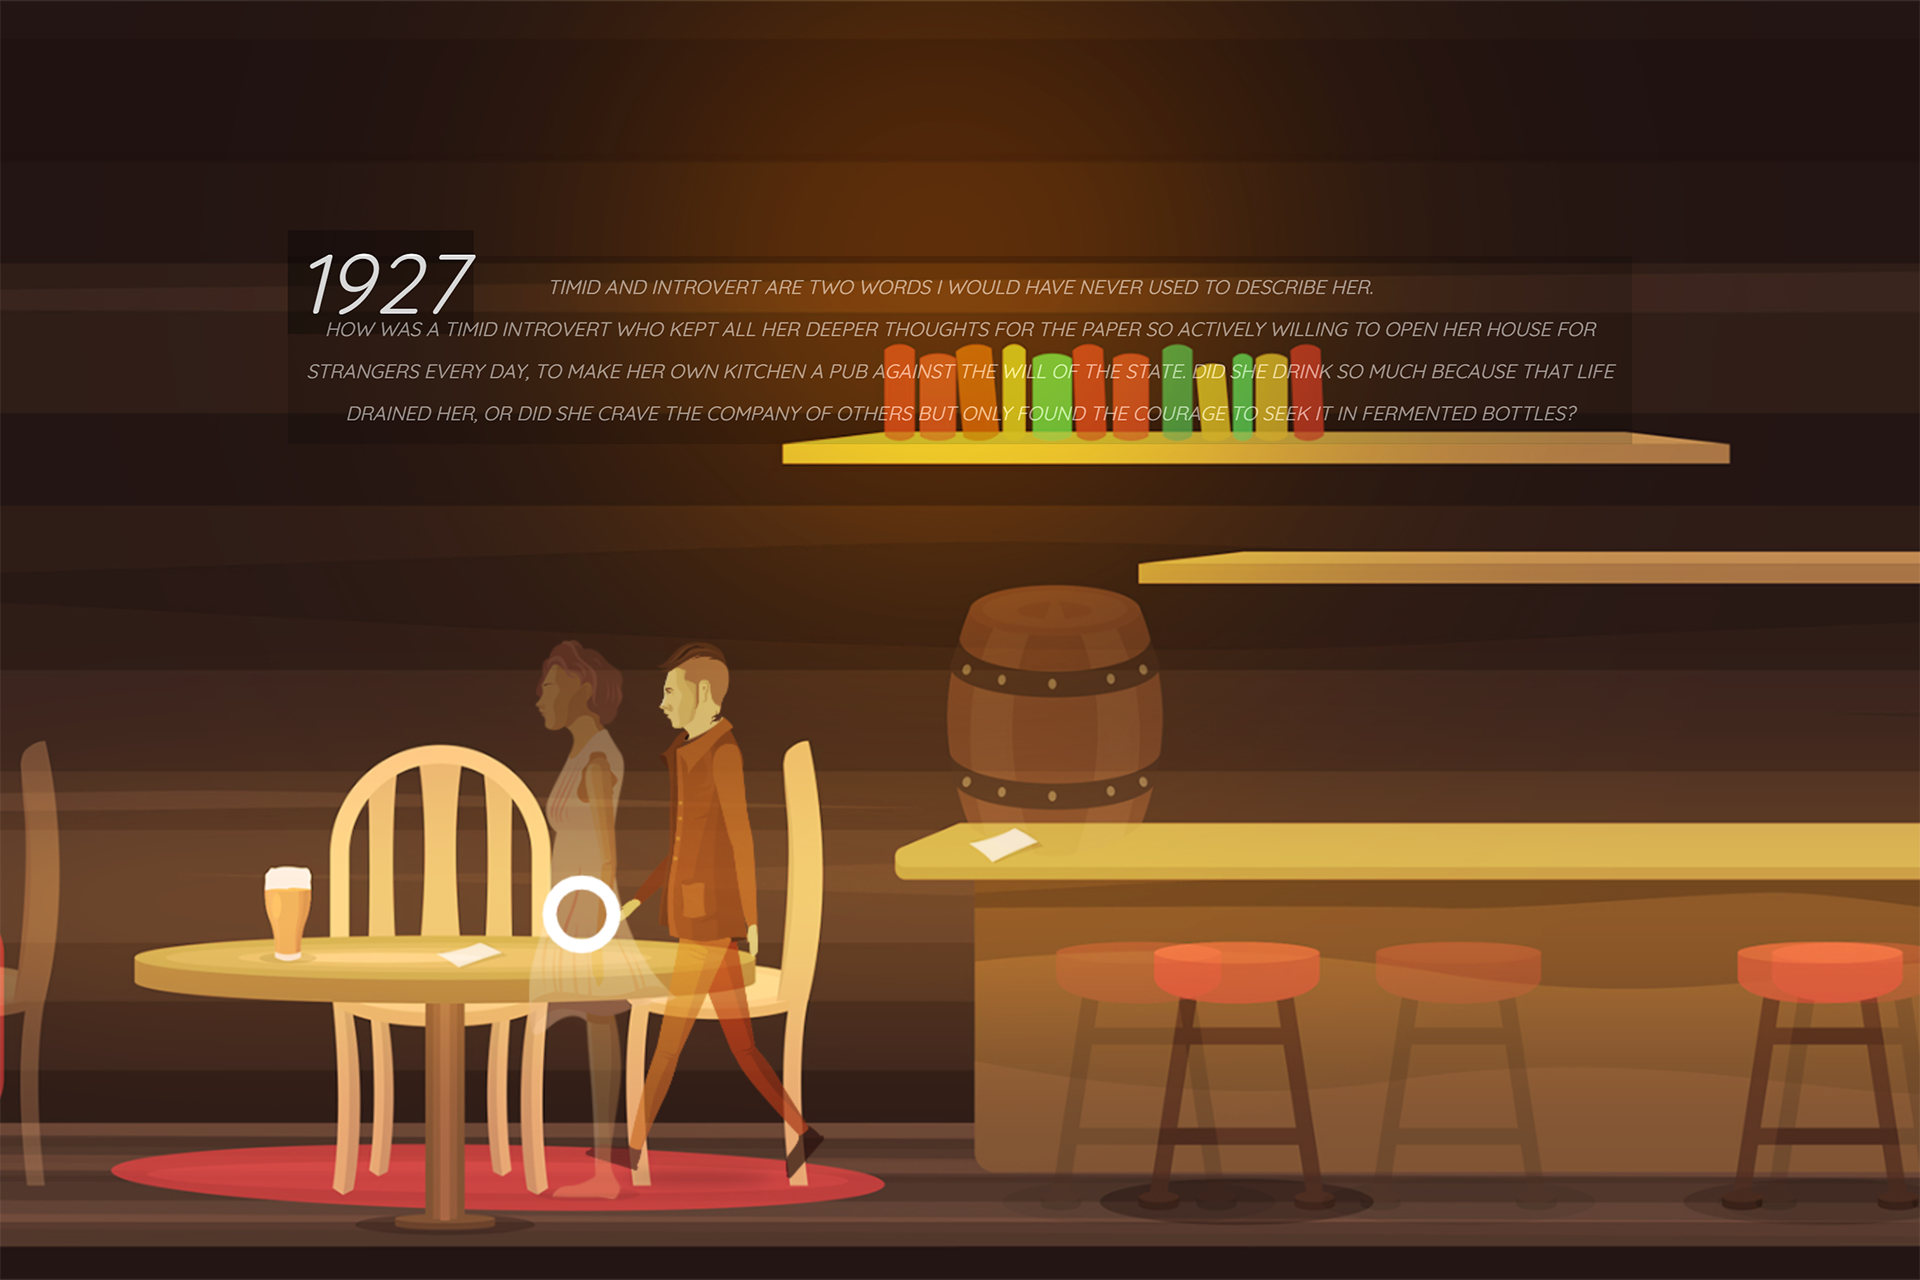 1927
TIMID AND INTROVERT ARE TWO WORDS I WOULD HAVE NEVER USED TO DESCRIBE HER.
HOW WAS A TIMID INTROVERT WHO KEPT ALL HER DEEPER THOUGHTS FOR THE PAPER SO ACTIVELY WILLING TO OPEN HER HOUSE FOR
STRANGERS EVERY DAY, TO MAKE HER OWN KITCHEN A PUB AGAINST THE WILL OF THE STATE. DID SHE DRINK SO MUCH BECAUSE THAT LIFE
DRAINED HER, OR DID SHE CRAVE THE COMPANY OF OTHERS BUT ONLY FOUND THE COURAGE TO SEEK IT IN FERMENTED BOTTLES?